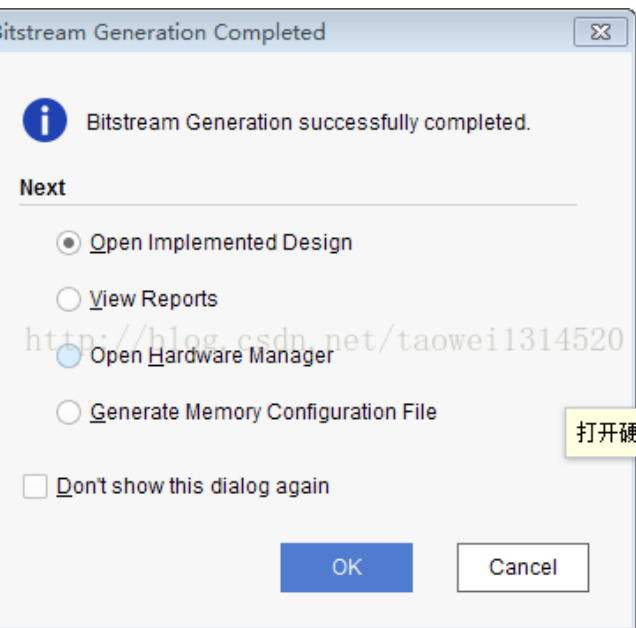 Bitstream Generation Completed
Bitstream Generation successfully completed.
Next
Open Implemented Design
View Reports
http://blog.csdn.net/taowei1314520
Open Hardware Manager
Generate Memory Configuration File
打开硬
Don't show this dialog again
OK
Cancel